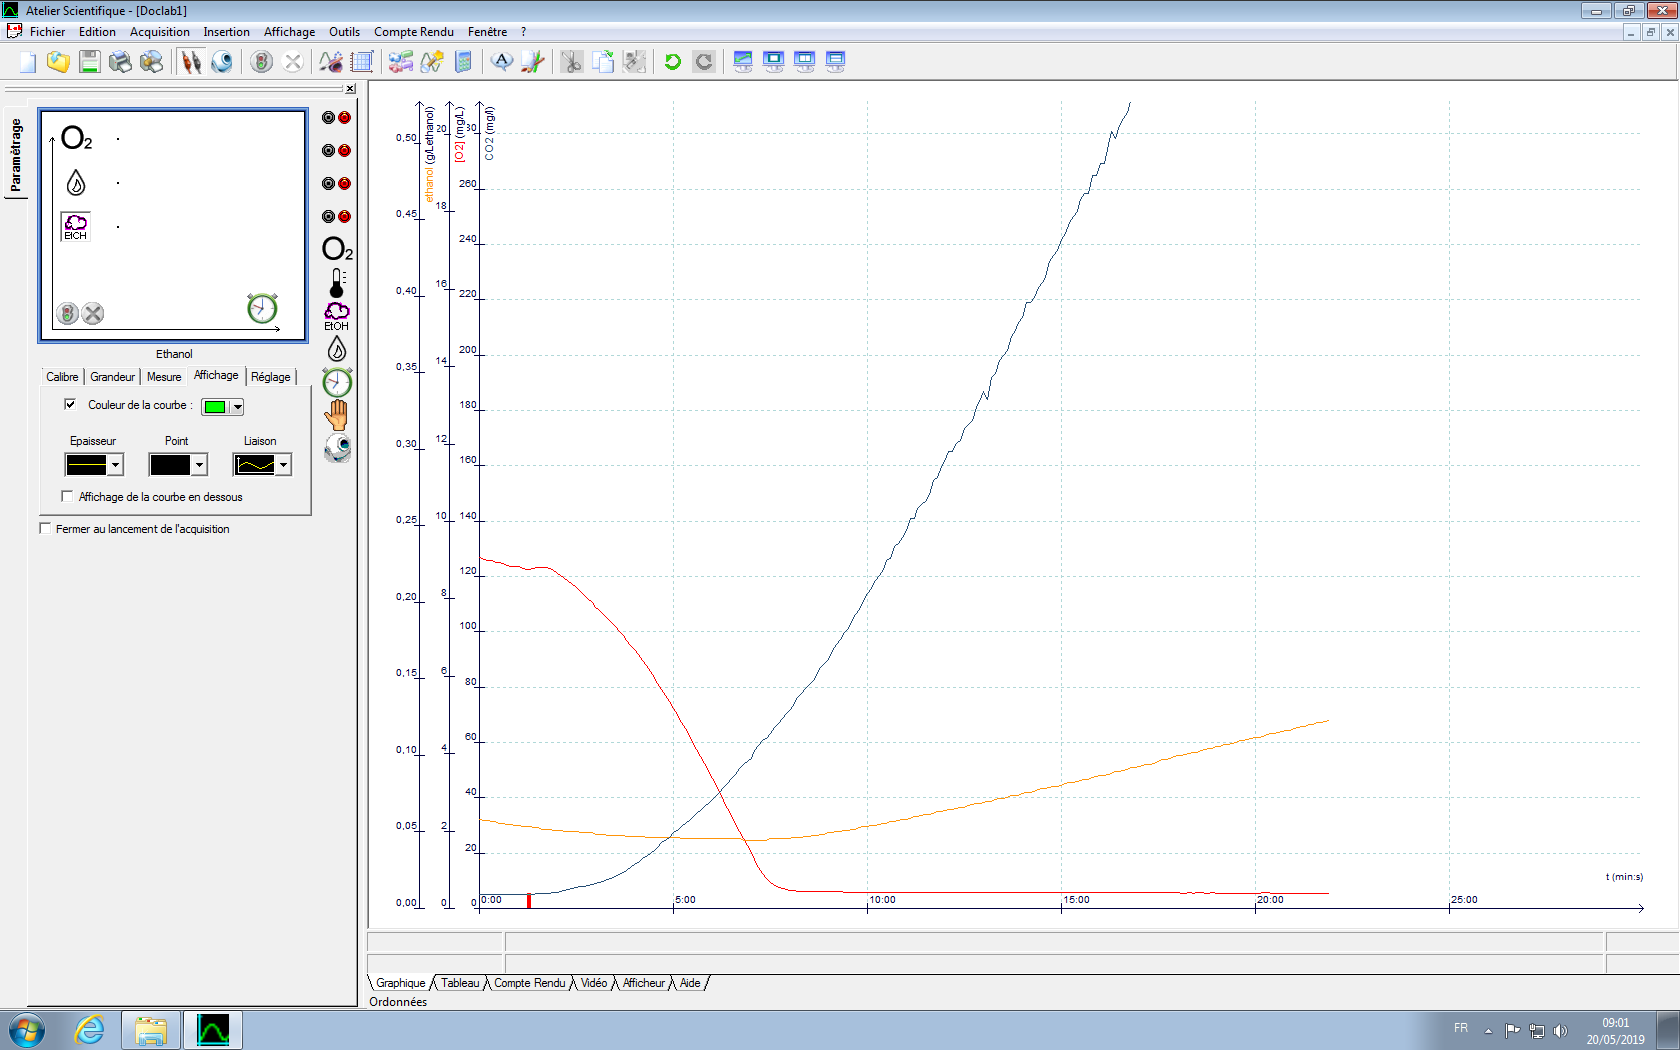 Atelier Scientifique - [Doclab1]
Fichier Edition Acquisition Insertion Affichage Outils Compte Rendu Fenêtre ?
Paramètrage
O2
EtOH
Ethanol
Calibre Grandeur Mesure Affichage Réglage
Couleur de la courbe :
Epaisseur Point Liaison
Affichage de la courbe en dessous
Fermer au lancement de l'acquisition
O2
EtOH
ethanol (g/Lethanol)
[O2] (mg/L)
CO2 (mg/l)
0,50
0,45
0,40
0,35
0,30
0,25
0,20
0,15
0,10
0,05
0,00
20
18
16
14
12
10
8
6
4
2
0
260
240
220
200
180
160
140
120
100
80
60
40
20
0
0:00 5:00 10:00 15:00 20:00 25:00
t (min:s)
Graphique Tableau Compte Rendu Vidéo Afficheur Aide
Ordonnées
FR
09:01
20/05/2019